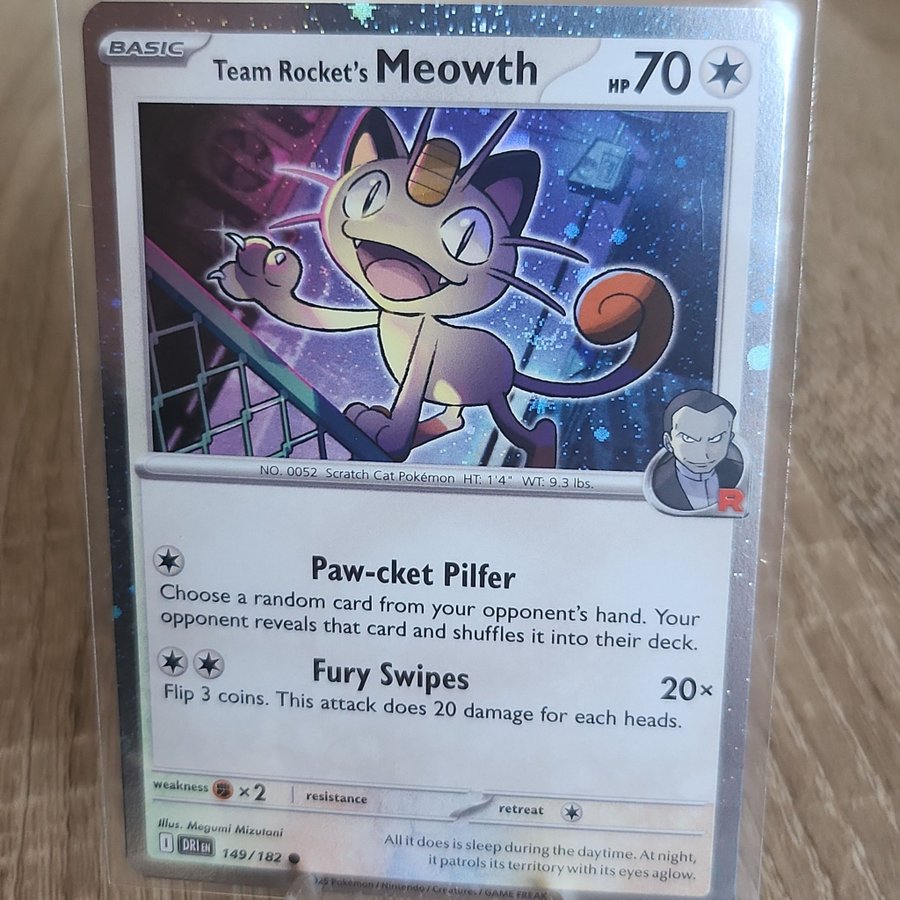 BASIC
Team Rocket's Meowth HP 70
NO. 0052 Scratch Cat Pokémon HT: 1'4" WT: 9.3 lbs.
R
Paw-cket Pilfer
Choose a random card from your opponent's hand. Your
opponent reveals that card and shuffles it into their deck.
Fury Swipes 20×
Flip 3 coins. This attack does 20 damage for each heads.
weakness ×2 resistance retreat
Illus. Megumi Mizutani
I DRI EN 149/182
All it does is sleep during the daytime. At night,
it patrols its territory with its eyes aglow.
Pokémon / Nintendo / Creatures / GAME FREAK